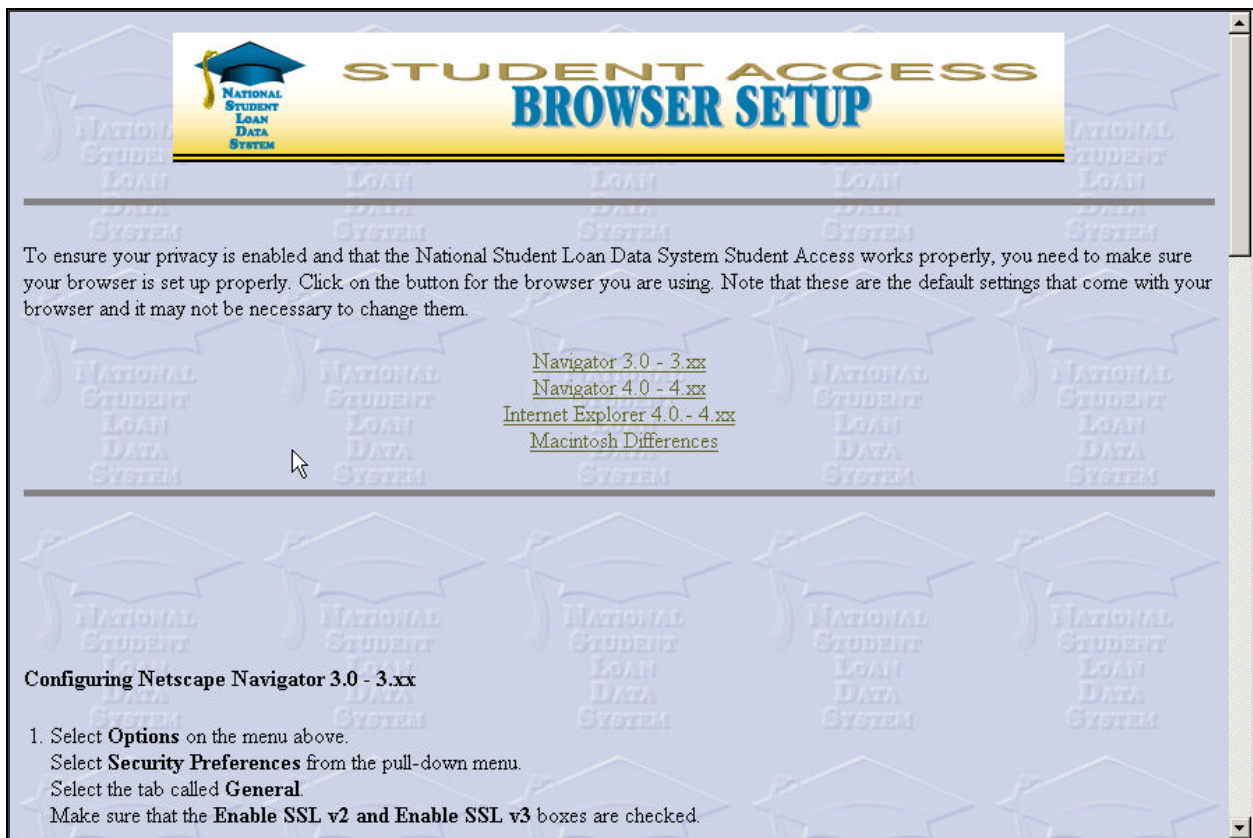 NATIONAL
STUDENT
LOAN
DATA
SYSTEM
STUDENT ACCESS
BROWSER SETUP
To ensure your privacy is enabled and that the National Student Loan Data System Student Access works properly, you need to make sure
your browser is set up properly. Click on the button for the browser you are using. Note that these are the default settings that come with your
browser and it may not be necessary to change them.
Navigator 3.0 - 3.xx
Navigator 4.0 - 4.xx
Internet Explorer 4.0.- 4.xx
Macintosh Differences
Configuring Netscape Navigator 3.0 - 3.xx
1. Select Options on the menu above.
Select Security Preferences from the pull-down menu.
Select the tab called General.
Make sure that the Enable SSL v2 and Enable SSL v3 boxes are checked.